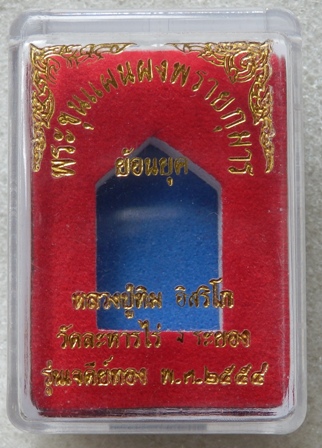 พระขุนแผนผงพรายกุมาร
ย้อนยุค
หลวงปู่ทิม อิสริโก
วัดละหารไร่ ระยอง
รุ่นเจดีย์ทอง พ.ศ.๒๕๕๔